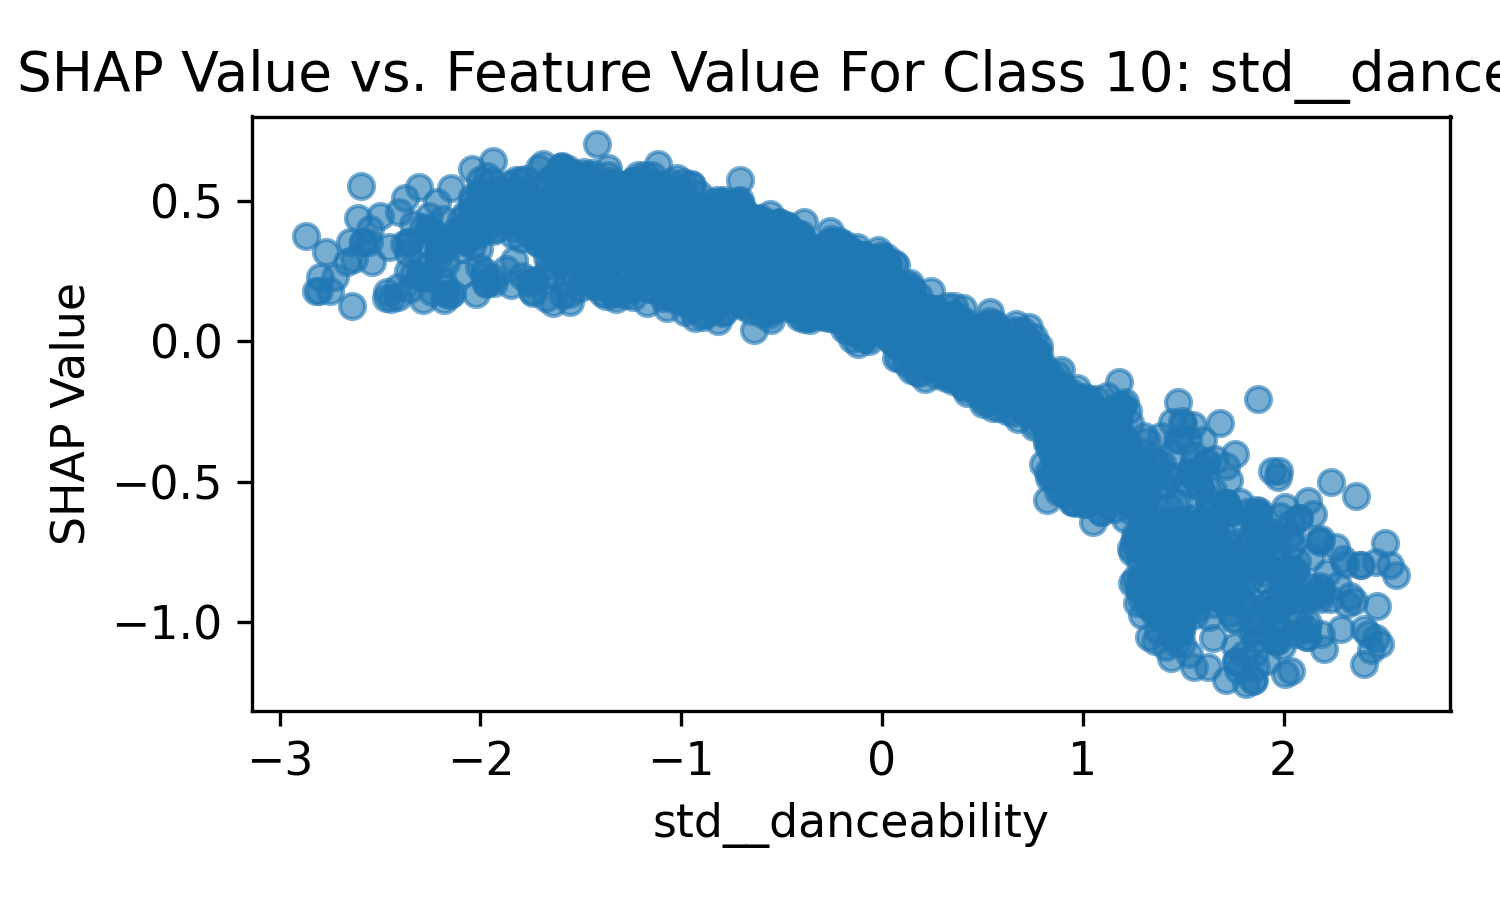 SHAP Value vs. Feature Value For Class 10: std__dance
0.5
0.0
−0.5
−1.0
SHAP Value
−3 −2 −1 0 1 2
std__danceability